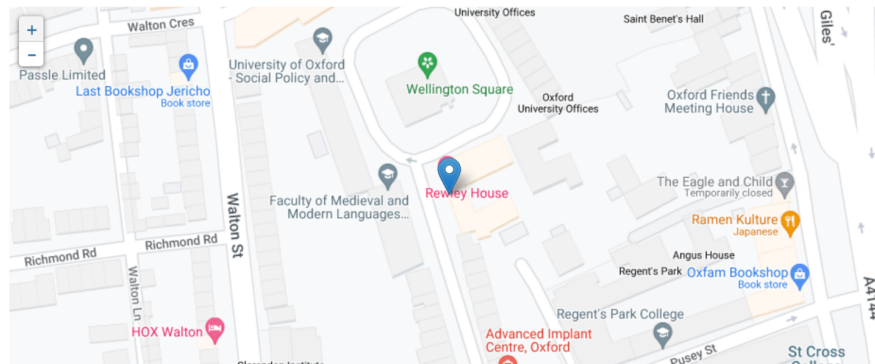 University Offices
Saint Benet's Hall
Giles'
Walton Cres
+
−
Passle Limited
University of Oxford
- Social Policy and...
Last Bookshop Jericho
Book store
Wellington Square
Oxford
University Offices
Oxford Friends
Meeting House
Rewley House
Faculty of Medieval and
Modern Languages...
The Eagle and Child
Temporarily closed
Walton St
Ramen Kulture
Japanese
Richmond Rd
Richmond Rd
Angus House
Regent's Park
Oxfam Bookshop
Book store
Walton Ln
A4144
HOX Walton
Regent's Park College
Advanced Implant
Centre, Oxford
Pusey St
St Cross